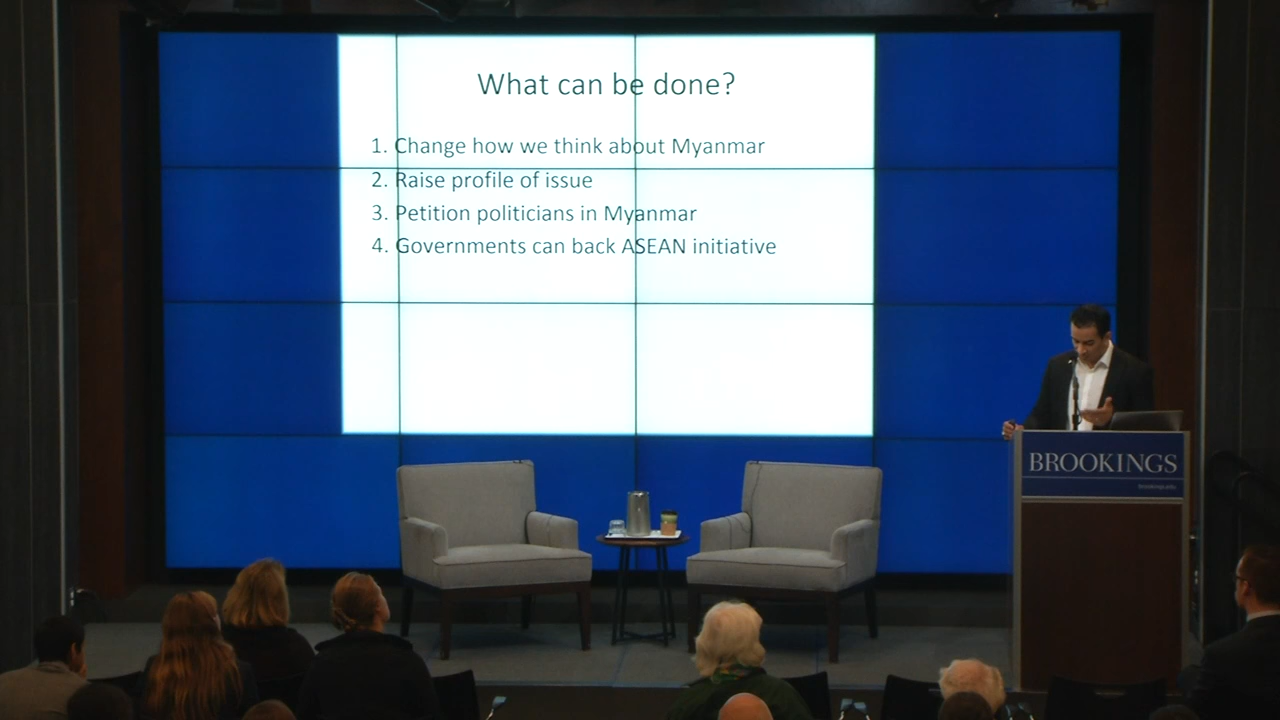 What can be done?
1. Change how we think about Myanmar
2. Raise profile of issue
3. Petition politicians in Myanmar
4. Governments can back ASEAN initiative
BROOKINGS